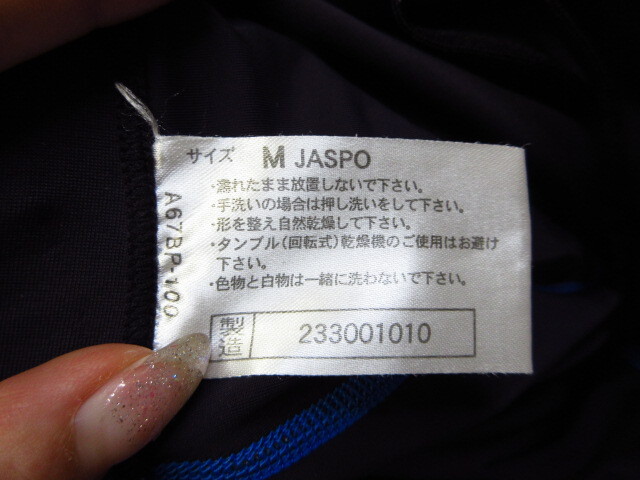 サイズ M JASPO
・濡れたまま放置しないで下さい。
・手洗いの場合は押し洗いをして下さい。
・形を整え自然乾燥して下さい。
・タンブル(回転式)乾燥機のご使用はお避け
下さい。
・色物と白物は一緒に洗わないで下さい。
製造 233001010
A67BP-100